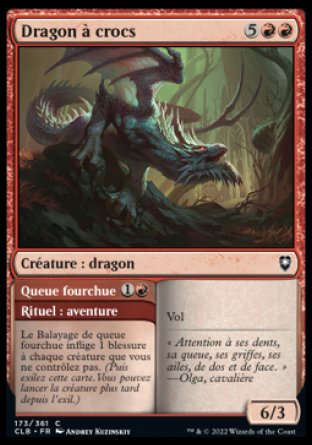 Dragon à crocs 5
Créature : dragon
Queue fourchue 1
Rituel : aventure
Le Balayage de queue
fourchue inflige 1 blessure
à chaque créature que vous
ne contrôlez pas. (Puis
exilez cette carte. Vous pouvez
lancer la créature plus tard
depuis l'exil.)
Vol
« Attention à ses dents,
sa queue, ses griffes, ses
ailes, de dos et de face. »
—Olga, cavalière
6/3
173/361 C
CLB • FR Andrey Kuzinskiy
™ & © 2022 Wizards of the Coast